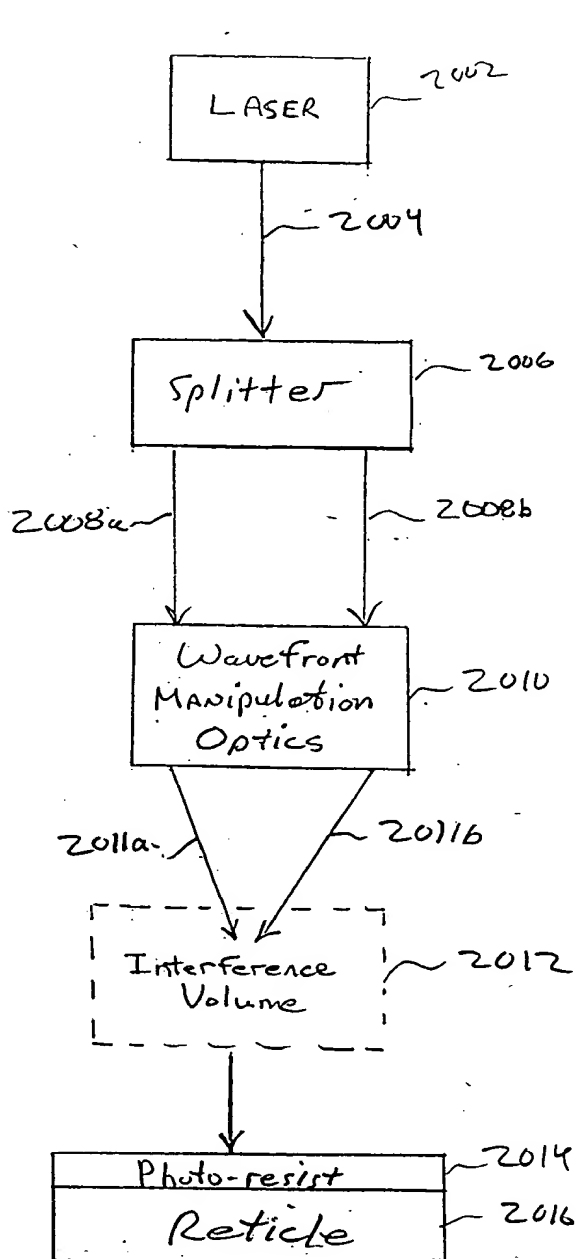 LASER
2002
2004
Splitter
2006
2008a
2008b
Wavefront
Manipulation
Optics
2010
2011a
2011b
Interference
Volume
2012
Photo-resist
2014
Reticle
2016